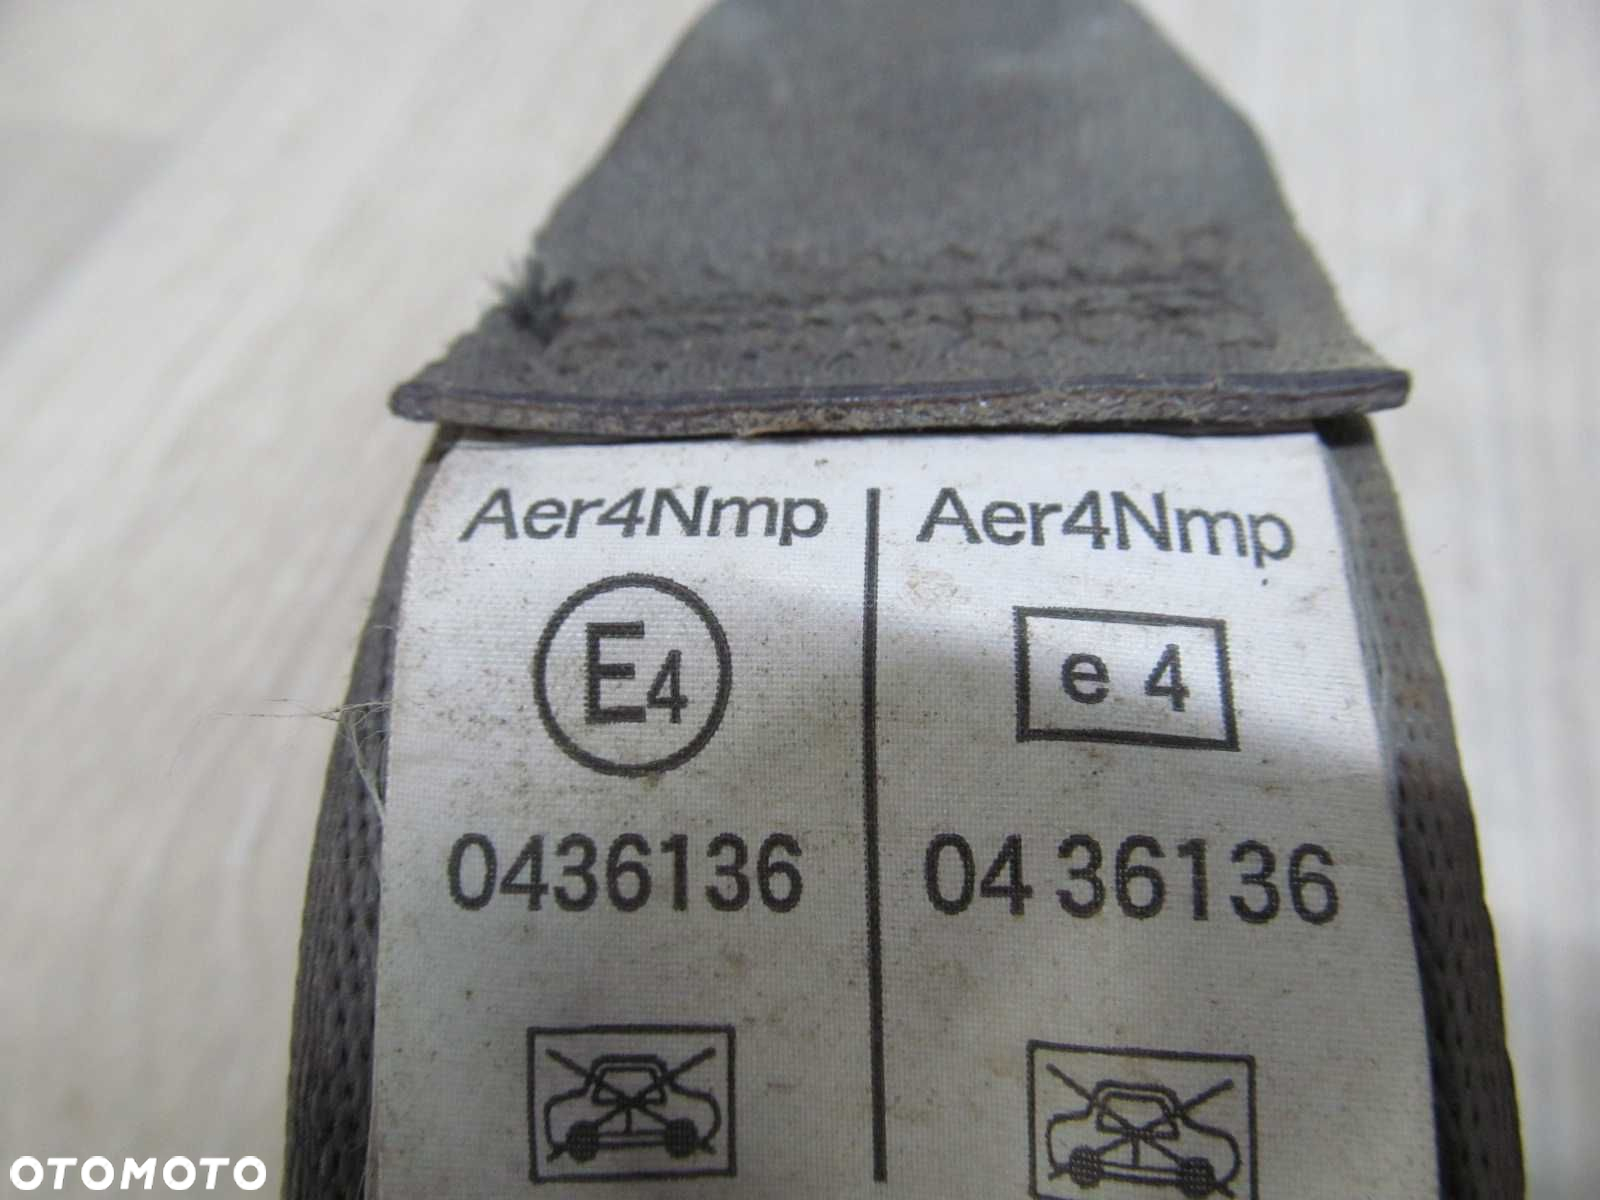 Aer4Nmp Aer4Nmp
E4 e 4
0436136 04 36136
OTOMOTO